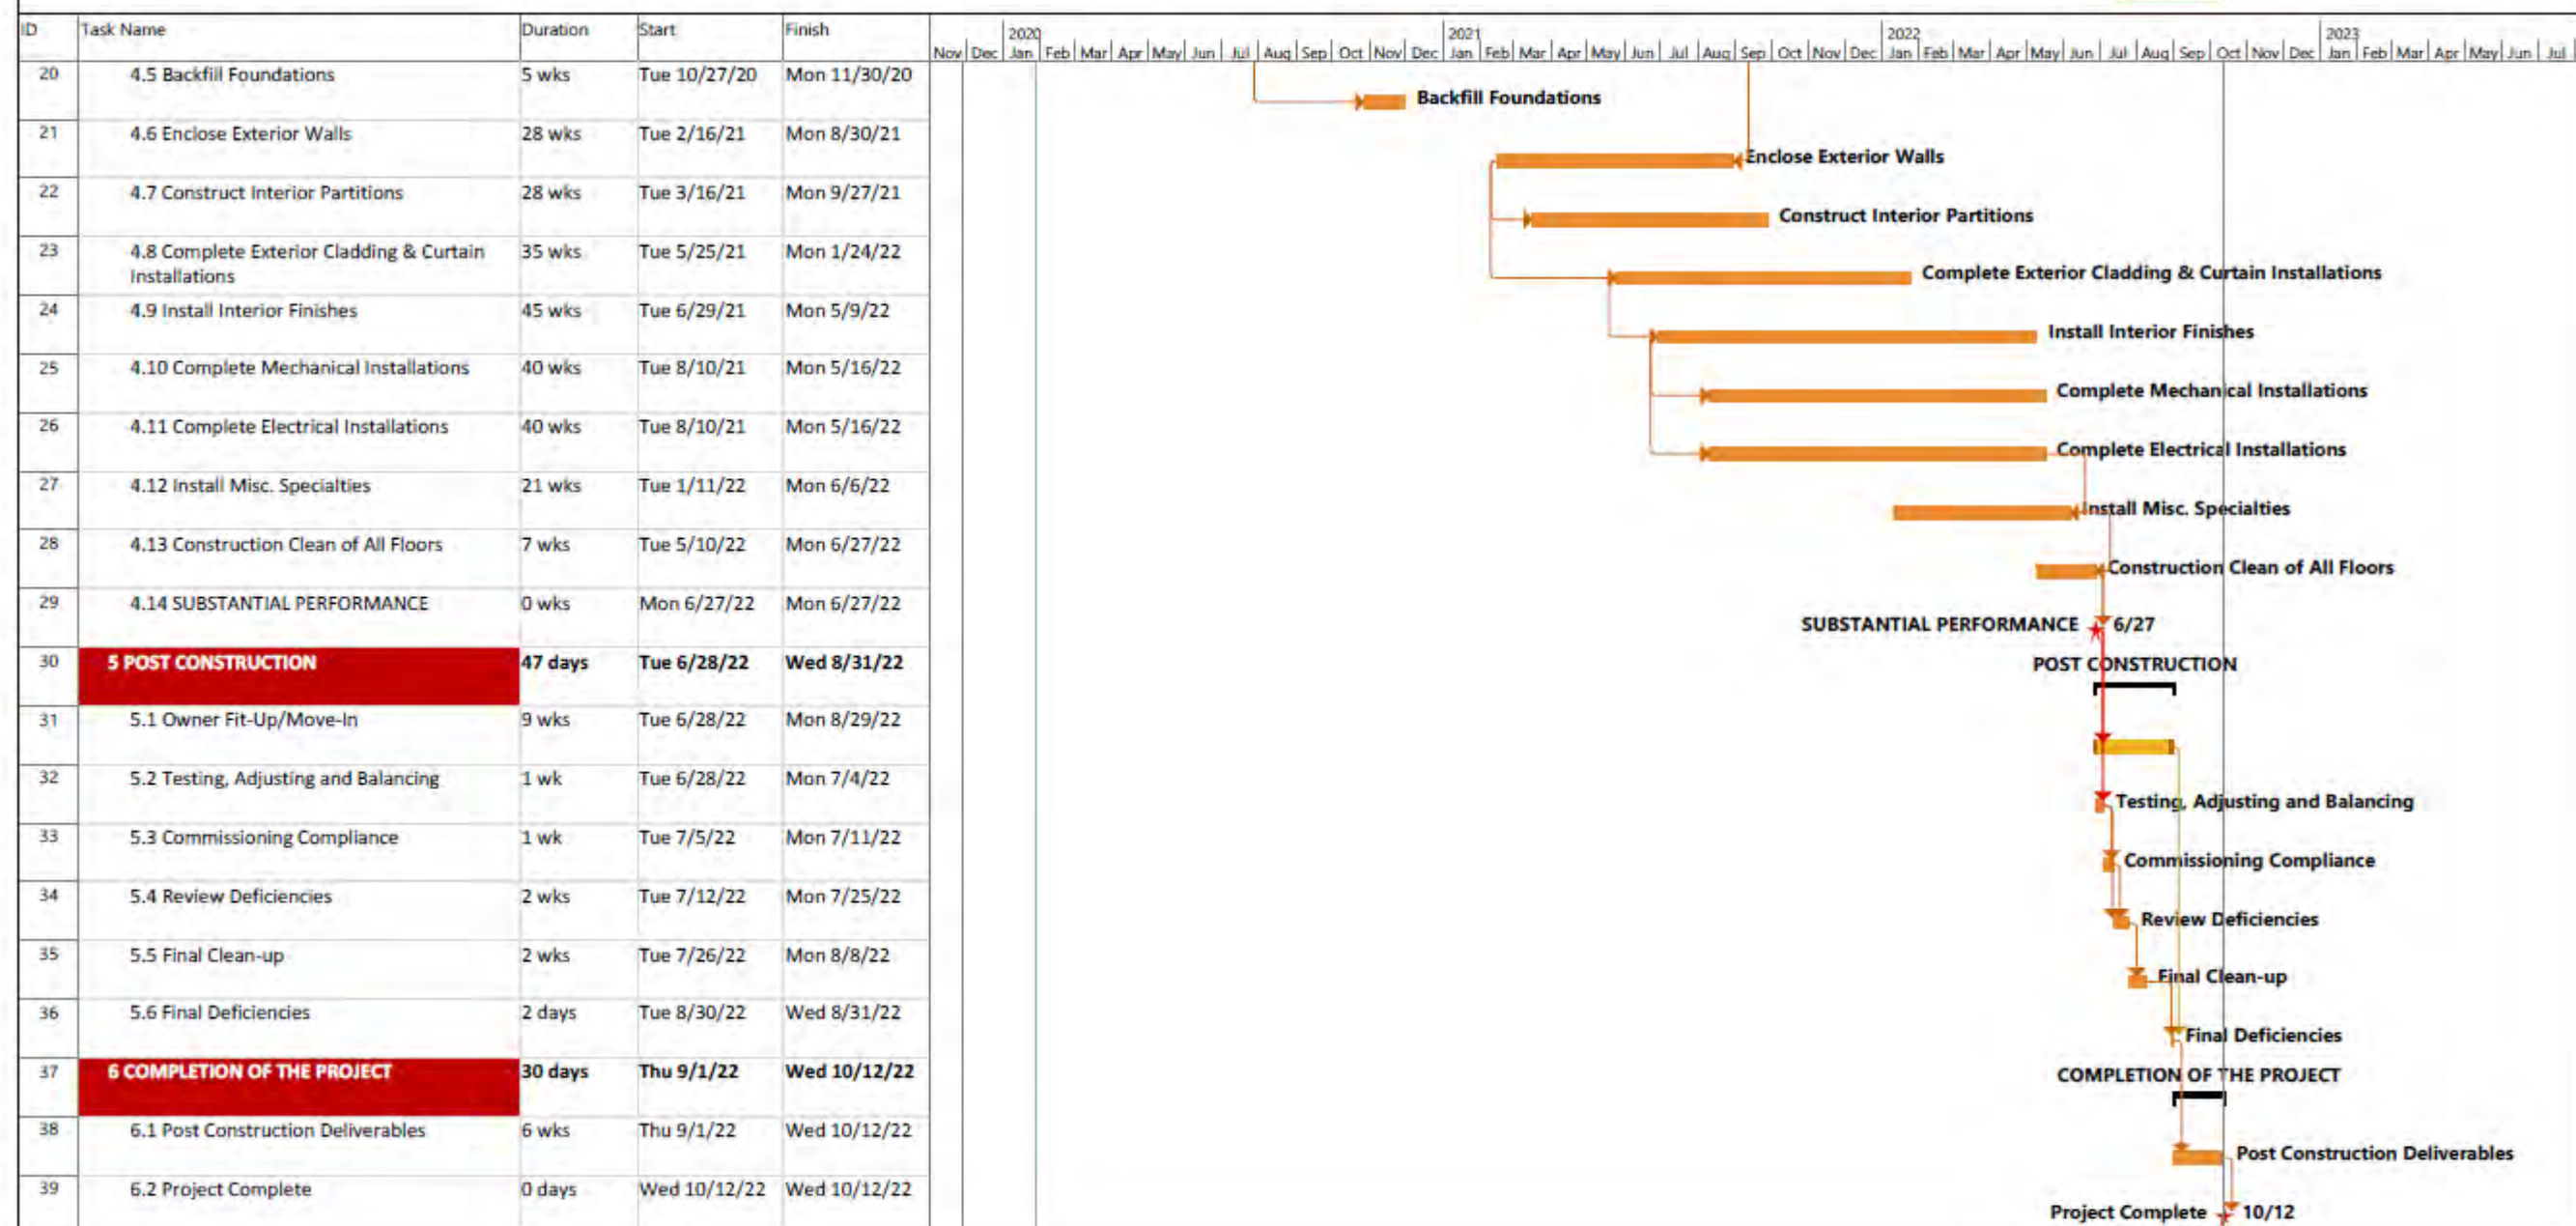 ID Task Name Duration Start Finish
2020 2021 2022 2023
Nov Dec Jan Feb Mar Apr May Jun Jul Aug Sep Oct Nov Dec Jan Feb Mar Apr May Jun Jul Aug Sep Oct Nov Dec Jan Feb Mar Apr May Jun Jul Aug Sep Oct Nov Dec Jan Feb Mar Apr May Jun Jul
20 4.5 Backfill Foundations 5 wks Tue 10/27/20 Mon 11/30/20
Backfill Foundations
21 4.6 Enclose Exterior Walls 28 wks Tue 2/16/21 Mon 8/30/21
Enclose Exterior Walls
22 4.7 Construct Interior Partitions 28 wks Tue 3/16/21 Mon 9/27/21
Construct Interior Partitions
23 4.8 Complete Exterior Cladding & Curtain 35 wks Tue 5/25/21 Mon 1/24/22
Installations
Complete Exterior Cladding & Curtain Installations
24 4.9 Install Interior Finishes 45 wks Tue 6/29/21 Mon 5/9/22
Install Interior Finishes
25 4.10 Complete Mechanical Installations 40 wks Tue 8/10/21 Mon 5/16/22
Complete Mechanical Installations
26 4.11 Complete Electrical Installations 40 wks Tue 8/10/21 Mon 5/16/22
Complete Electrical Installations
27 4.12 Install Misc. Specialties 21 wks Tue 1/11/22 Mon 6/6/22
Install Misc. Specialties
28 4.13 Construction Clean of All Floors 7 wks Tue 5/10/22 Mon 6/27/22
Construction Clean of All Floors
29 4.14 SUBSTANTIAL PERFORMANCE 0 wks Mon 6/27/22 Mon 6/27/22
SUBSTANTIAL PERFORMANCE 6/27
30 5 POST CONSTRUCTION 47 days Tue 6/28/22 Wed 8/31/22
POST CONSTRUCTION
31 5.1 Owner Fit-Up/Move-In 9 wks Tue 6/28/22 Mon 8/29/22
32 5.2 Testing, Adjusting and Balancing 1 wk Tue 6/28/22 Mon 7/4/22
Testing, Adjusting and Balancing
33 5.3 Commissioning Compliance 1 wk Tue 7/5/22 Mon 7/11/22
Commissioning Compliance
34 5.4 Review Deficiencies 2 wks Tue 7/12/22 Mon 7/25/22
Review Deficiencies
35 5.5 Final Clean-up 2 wks Tue 7/26/22 Mon 8/8/22
Final Clean-up
36 5.6 Final Deficiencies 2 days Tue 8/30/22 Wed 8/31/22
Final Deficiencies
37 6 COMPLETION OF THE PROJECT 30 days Thu 9/1/22 Wed 10/12/22
COMPLETION OF THE PROJECT
38 6.1 Post Construction Deliverables 6 wks Thu 9/1/22 Wed 10/12/22
Post Construction Deliverables
39 6.2 Project Complete 0 days Wed 10/12/22 Wed 10/12/22
Project Complete 10/12